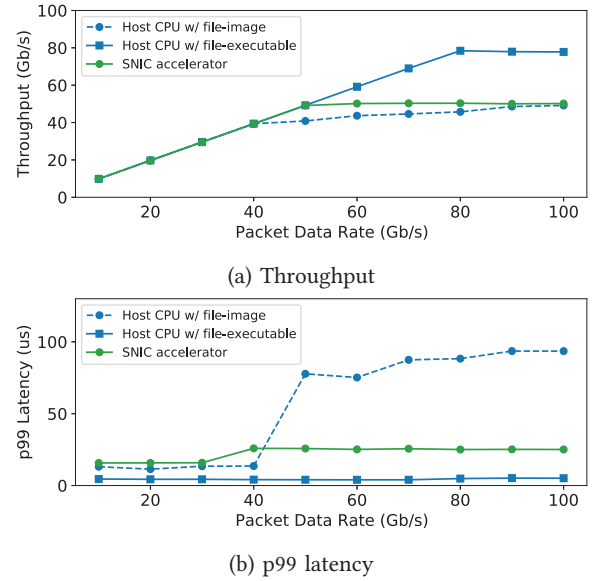 100
80
60
40
20
0
Throughput (Gb/s)
Host CPU w/ file-image
Host CPU w/ file-executable
SNIC accelerator
20 40 60 80 100
Packet Data Rate (Gb/s)
(a) Throughput
100
50
0
p99 Latency (us)
Host CPU w/ file-image
Host CPU w/ file-executable
SNIC accelerator
20 40 60 80 100
Packet Data Rate (Gb/s)
(b) p99 latency